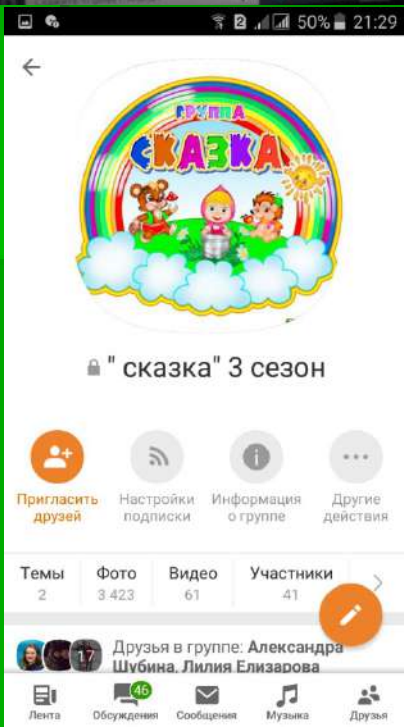 2 50% 21:29
ГРУППА
СКАЗКА
" сказка" 3 сезон
Пригласить друзей
Настройки подписки
Информация о группе
Другие действия
Темы Фото Видео Участники
2 3 423 61 41
17 Друзья в группе: Александра
Шубина, Лилия Елизарова
46
Лента Обсуждения Сообщения Музыка Друзья